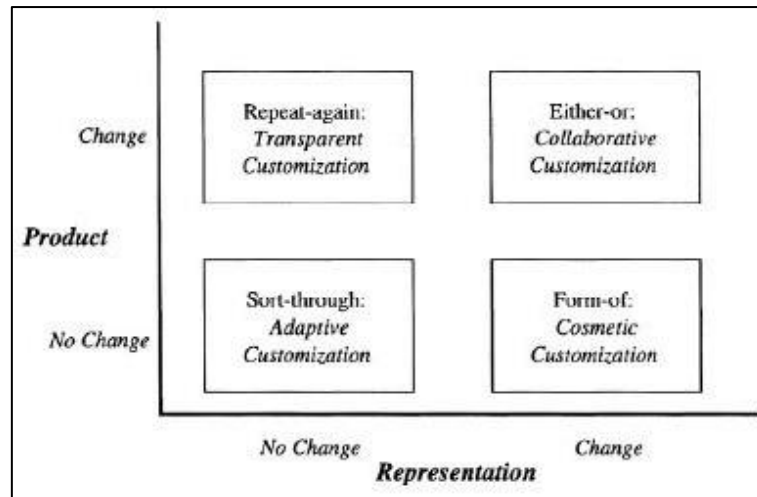 Change
Repeat-again:
Transparent
Customization
Either-or:
Collaborative
Customization
Product
No Change
Sort-through:
Adaptive
Customization
Form-of:
Cosmetic
Customization
No Change
Change
Representation